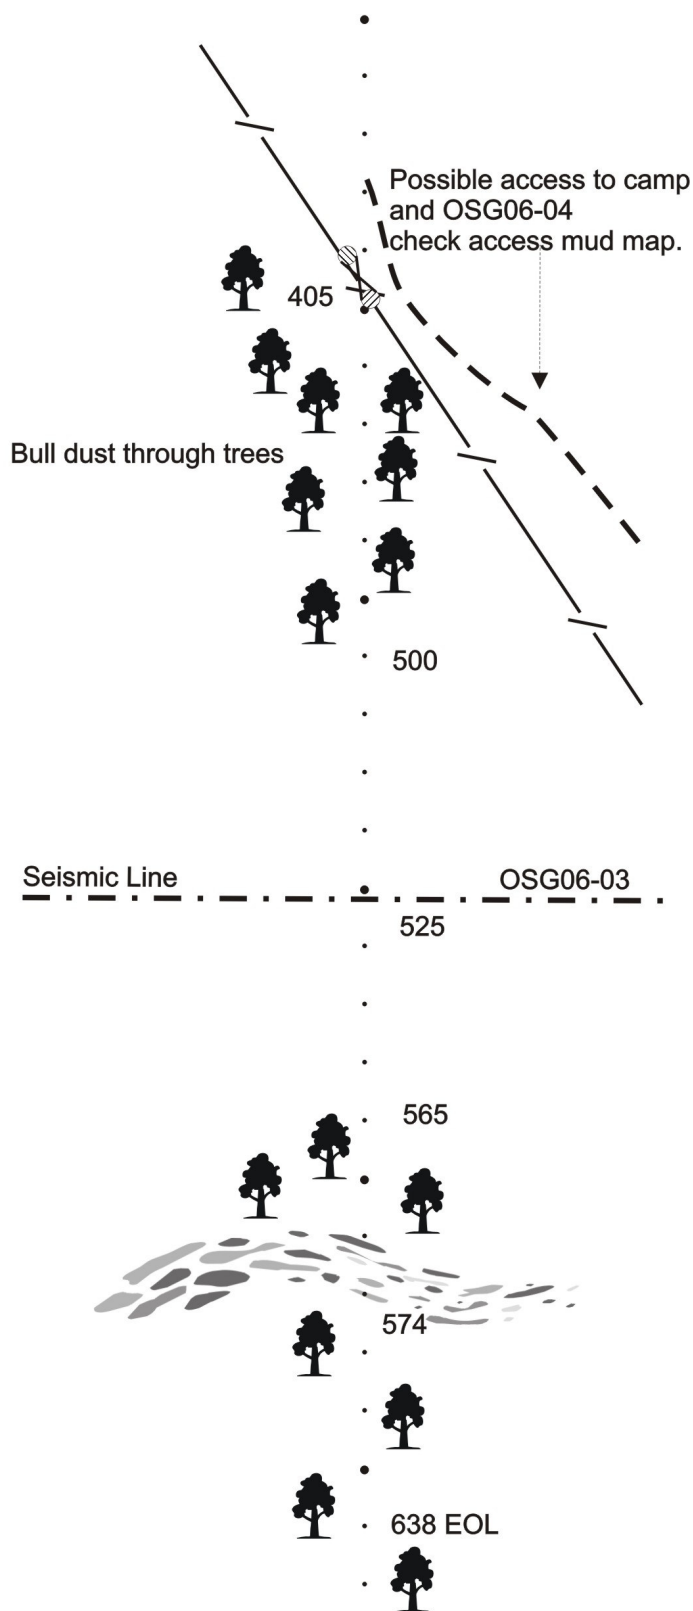 Possible access to camp
and OSG06-04
check access mud map.
405
Bull dust through trees
500
Seismic Line
OSG06-03
525
565
574
638 EOL